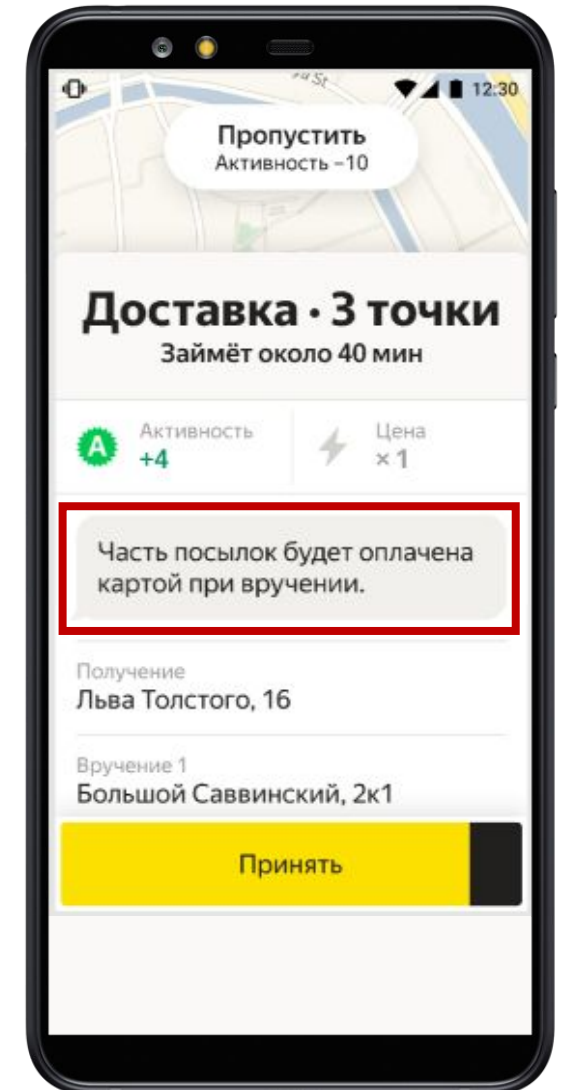 12:30
Пропустить
Активность −10
Доставка · 3 точки
Займёт около 40 мин
А
Активность
+4
Цена
×1
Часть посылок будет оплачена
картой при вручении.
Получение
Льва Толстого, 16
Вручение 1
Большой Саввинский, 2к1
Принять